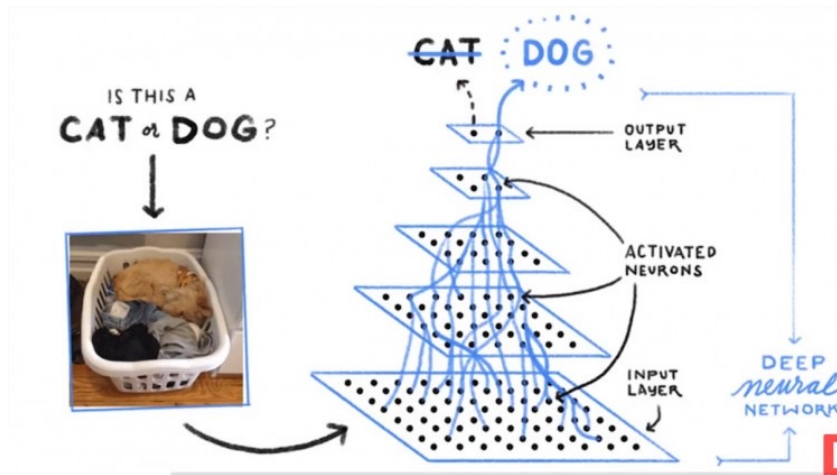 IS THIS A
CAT or DOG?
CAT DOG
OUTPUT
LAYER
ACTIVATED
NEURONS
INPUT
LAYER
DEEP
neural
NETWORK